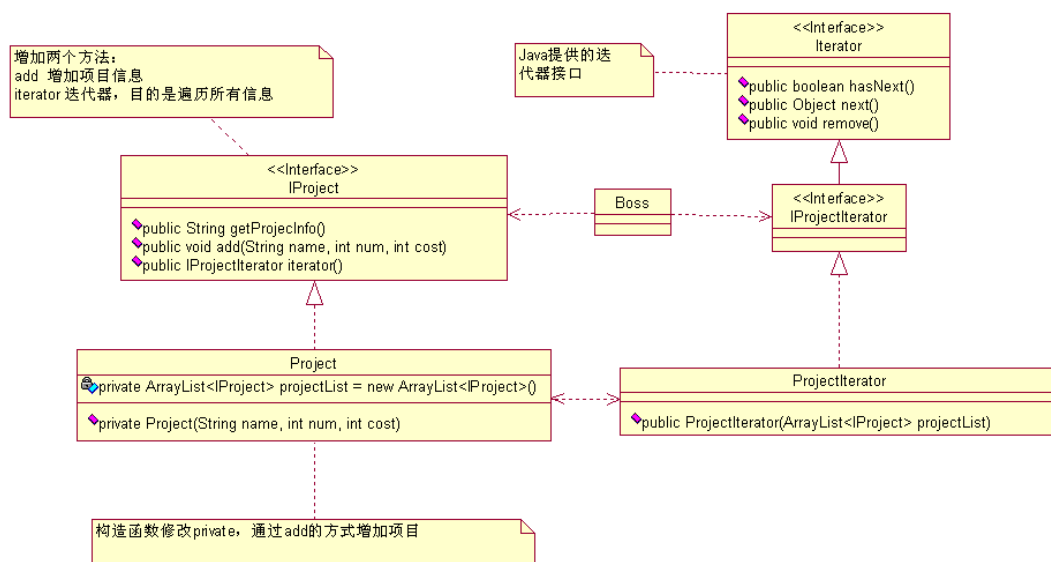 增加两个方法：
add 增加项目信息
iterator 迭代器，目的是遍历所有信息
Java提供的迭
代器接口
<<Interface>>
Iterator
public boolean hasNext()
public Object next()
public void remove()
<<Interface>>
IProject
public String getProjecInfo()
public void add(String name, int num, int cost)
public IProjectIterator iterator()
Boss
<<Interface>>
IProjectIterator
Project
private ArrayList<IProject> projectList = new ArrayList<IProject>()
private Project(String name, int num, int cost)
ProjectIterator
public ProjectIterator(ArrayList<IProject> projectList)
构造函数修改private，通过add的方式增加项目